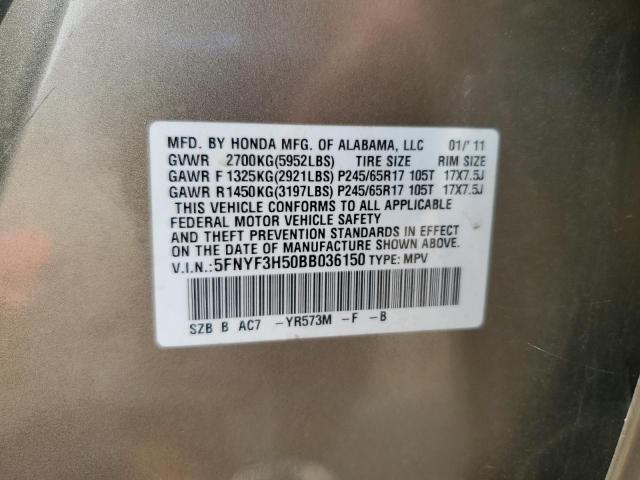 MFD. BY HONDA MFG. OF ALABAMA, LLC 01/'11
GVWR 2700KG(5952LBS) TIRE SIZE RIM SIZE
GAWR F 1325KG(2921LBS) P245/65R17 105T 17X7.5J
GAWR R1450KG(3197LBS) P245/65R17 105T 17X7.5J
THIS VEHICLE CONFORMS TO ALL APPLICABLE
FEDERAL MOTOR VEHICLE SAFETY
AND THEFT PREVENTION STANDARDS IN EFFECT
ON THE DATE OF MANUFACTURE SHOWN ABOVE.
V.I.N.:5FNYF3H50BB036150 TYPE: MPV
SZB B AC7 -YR573M -F -B